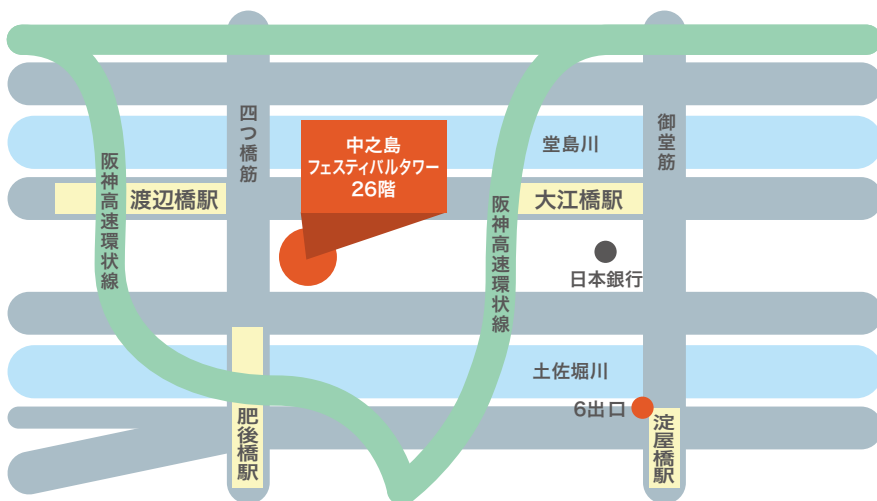 四つ橋筋
御堂筋
中之島
フェスティバルタワー
26階
堂島川
阪神高速環状線
渡辺橋駅
阪神高速環状線
大江橋駅
日本銀行
土佐堀川
6出口
肥後橋駅
淀屋橋駅